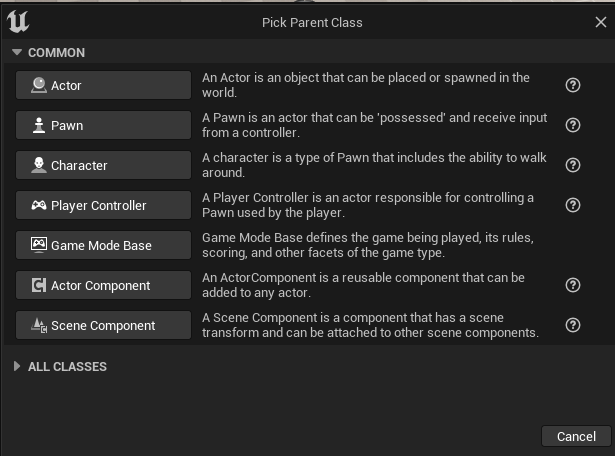 Pick Parent Class
COMMON
Actor
An Actor is an object that can be placed or spawned in the
world.
Pawn
A Pawn is an actor that can be 'possessed' and receive input
from a controller.
Character
A character is a type of Pawn that includes the ability to walk
around.
Player Controller
A Player Controller is an actor responsible for controlling a
Pawn used by the player.
Game Mode Base
Game Mode Base defines the game being played, its rules,
scoring, and other facets of the game type.
Actor Component
An ActorComponent is a reusable component that can be
added to any actor.
Scene Component
A Scene Component is a component that has a scene
transform and can be attached to other scene components.
ALL CLASSES
Cancel